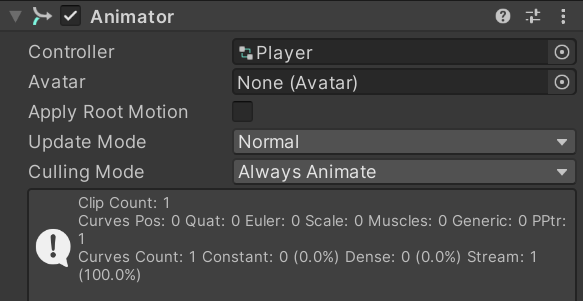 Animator
Controller
Player
Avatar
None (Avatar)
Apply Root Motion
Update Mode
Normal
Culling Mode
Always Animate
Clip Count: 1
Curves Pos: 0 Quat: 0 Euler: 0 Scale: 0 Muscles: 0 Generic: 0 PPtr:
1
Curves Count: 1 Constant: 0 (0.0%) Dense: 0 (0.0%) Stream: 1
(100.0%)